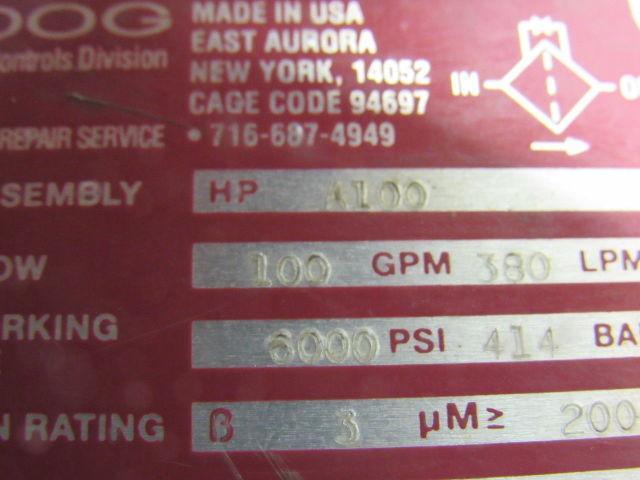 OOG MADE IN USA
ontrols Division EAST AURORA
NEW YORK, 14052
CAGE CODE 94697
REPAIR SERVICE • 716-687-4949
IN O
SEMBLY HP A100
OW 100 GPM 380 LPM
RKING 6000 PSI 414 BA
N RATING β 3 µM≥ 200